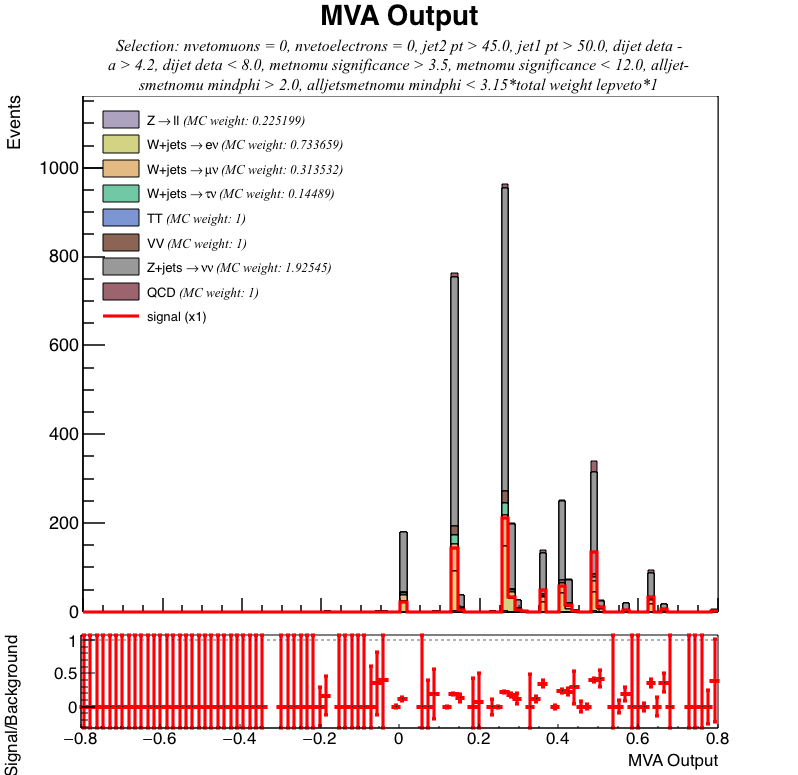 MVA Output
Selection: nvetomuons = 0, nvetoelectrons = 0, jet2 pt > 45.0, jet1 pt > 50.0, dijet deta -
a > 4.2, dijet deta < 8.0, metnomu significance > 3.5, metnomu significance < 12.0, alljet-
smetnomu mindphi > 2.0, alljetsmetnomu mindphi < 3.15*total weight lepveto*1
Events
1000
800
600
400
200
0
Z→ll (MC weight: 0.225199)
W+jets→eν (MC weight: 0.733659)
W+jets→μν (MC weight: 0.313532)
W+jets→τν (MC weight: 0.14489)
TT (MC weight: 1)
VV (MC weight: 1)
Z+jets→νν (MC weight: 1.92545)
QCD (MC weight: 1)
signal (x1)
Signal/Background
1
0.5
0
−0.8 −0.6 −0.4 −0.2 0 0.2 0.4 0.6 0.8
MVA Output